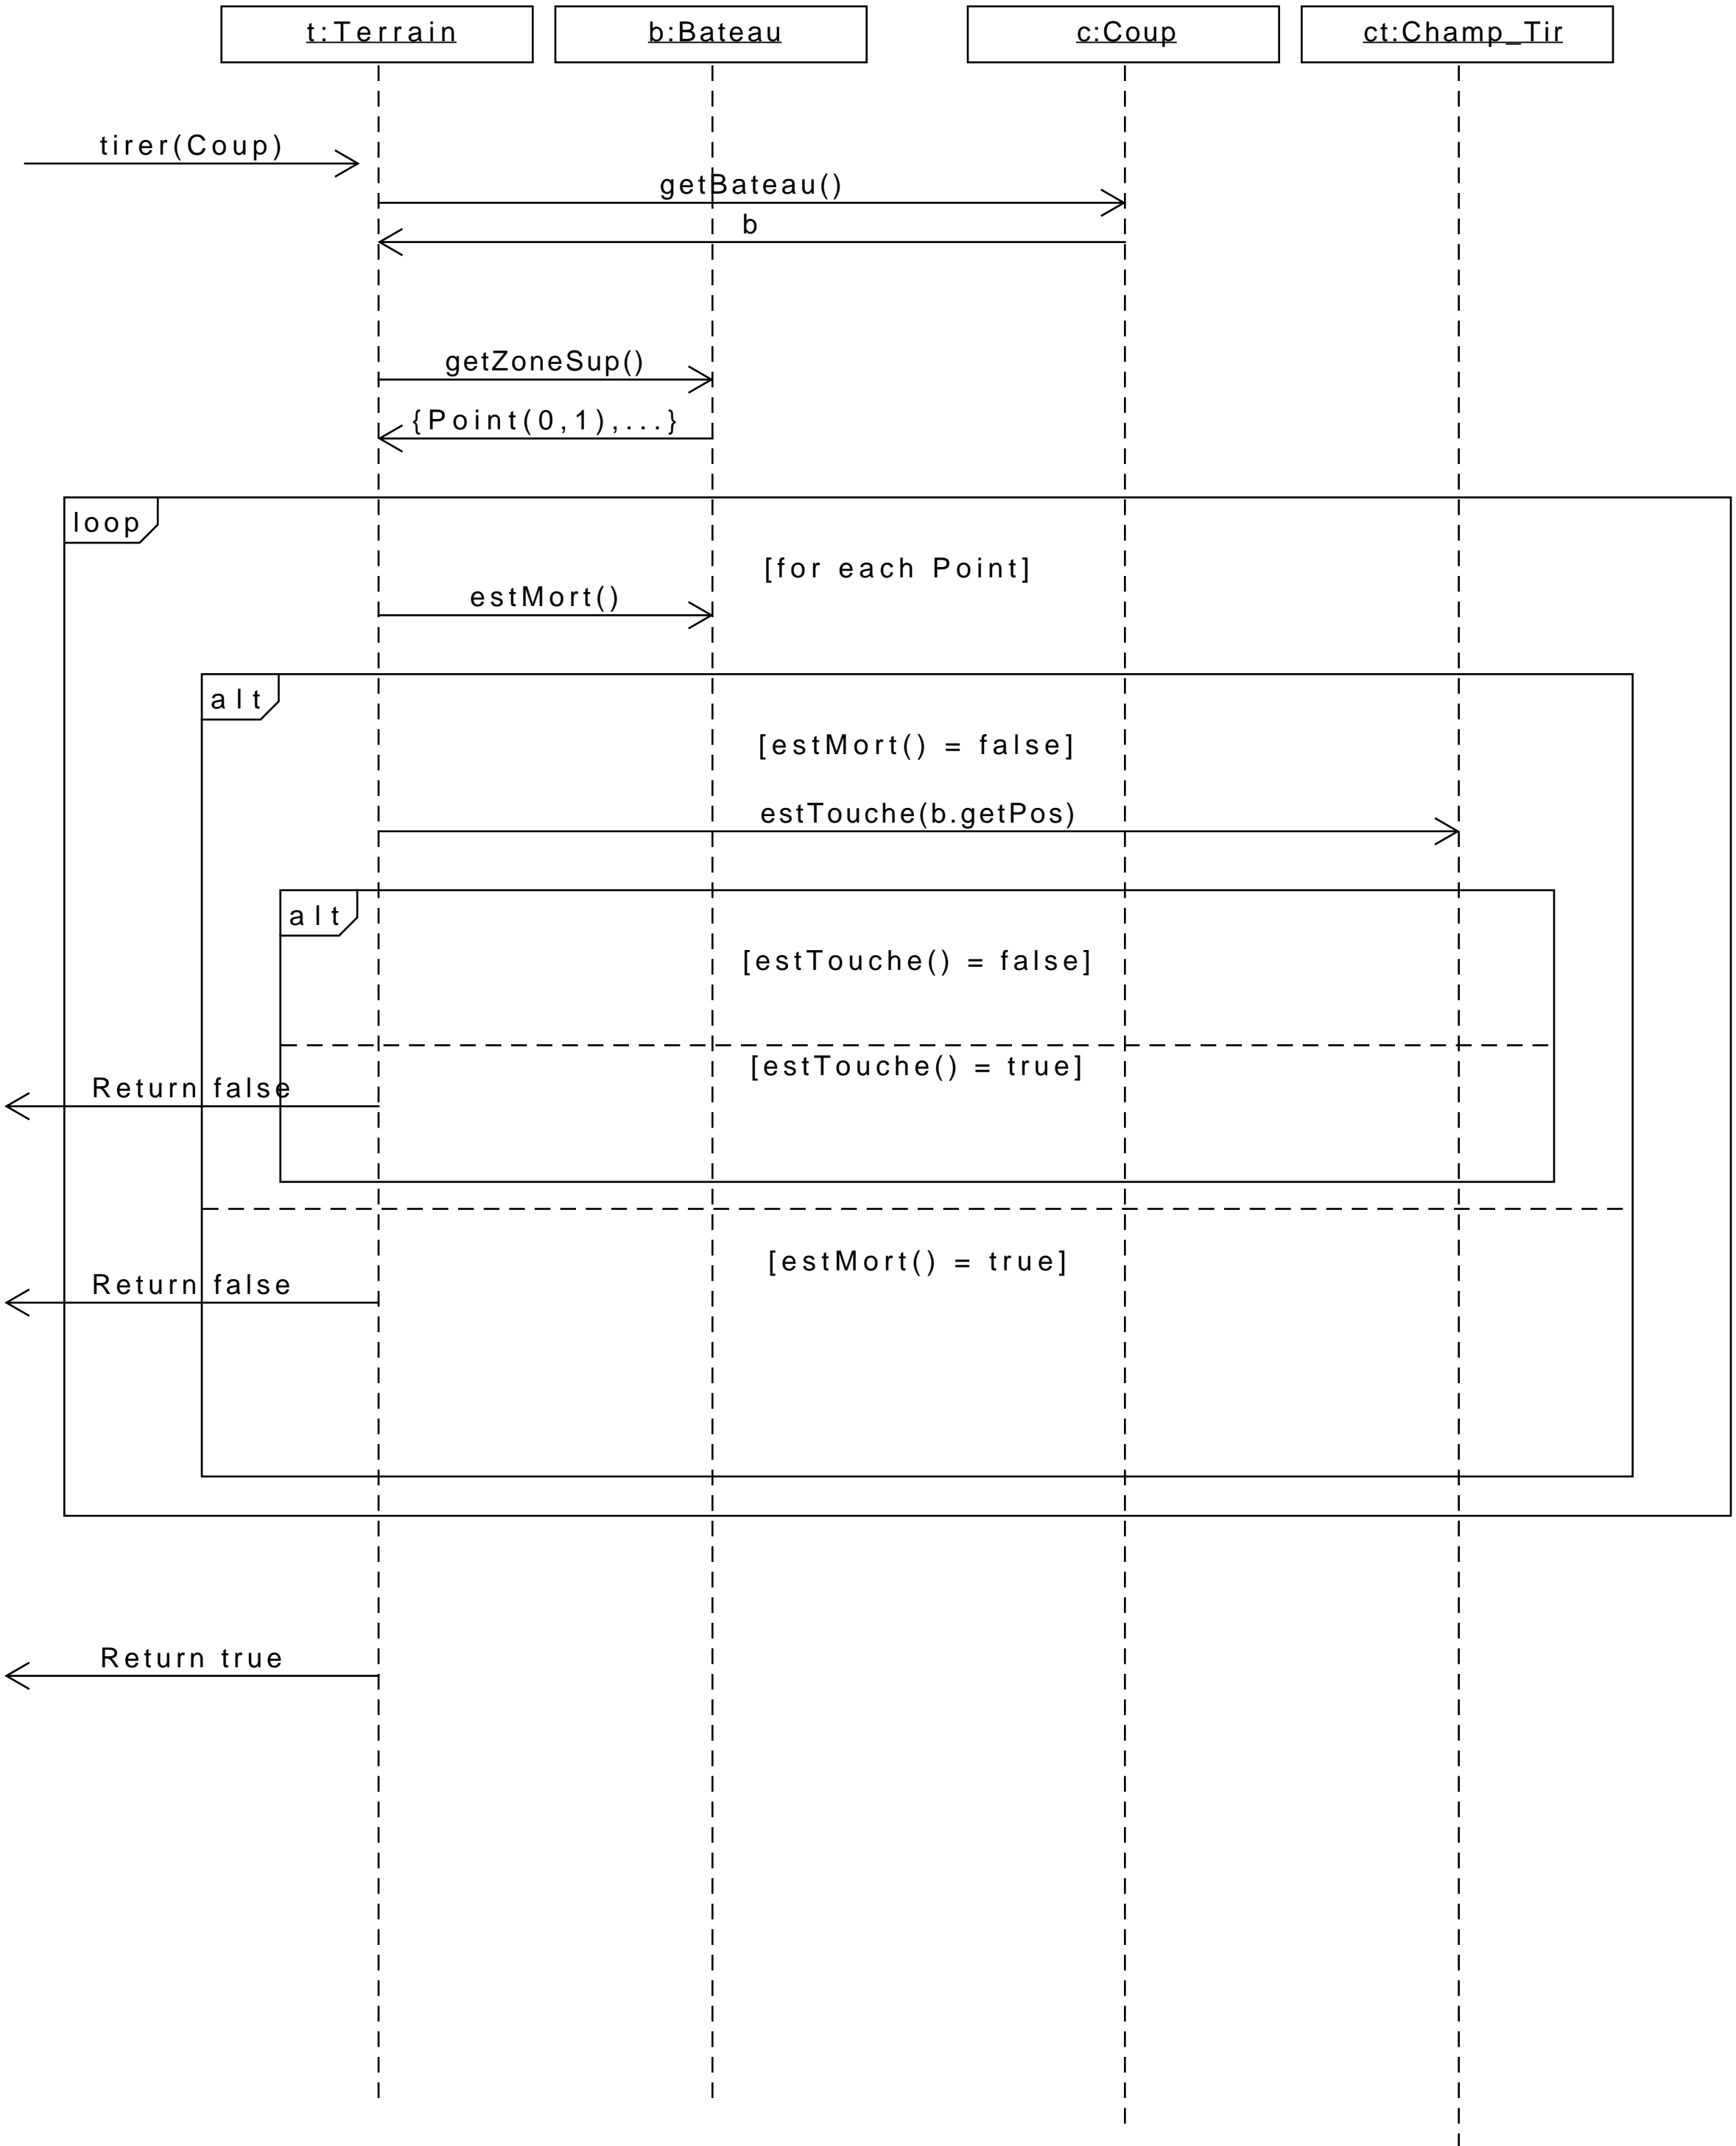 t:Terrain
b:Bateau
c:Coup
ct:Champ_Tir
tirer(Coup)
getBateau()
b
getZoneSup()
{Point(0,1),...}
loop
[for each Point]
estMort()
alt
[estMort() = false]
estTouche(b.getPos)
alt
[estTouche() = false]
[estTouche() = true]
Return false
[estMort() = true]
Return false
Return true